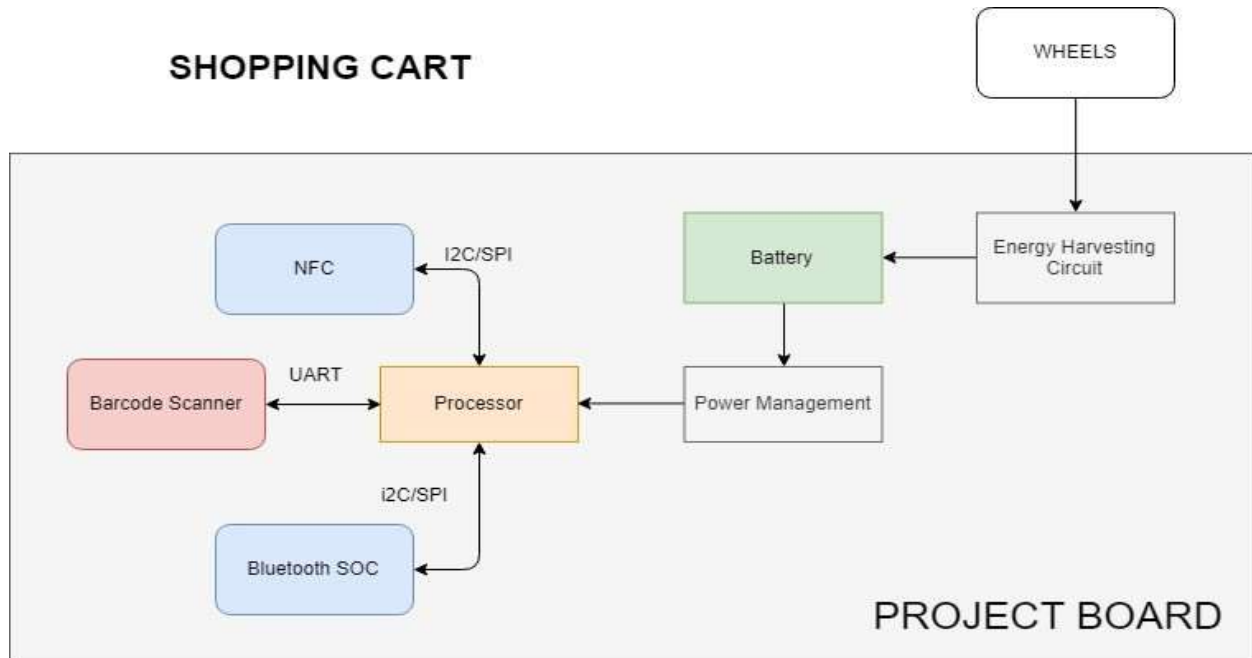 WHEELS
SHOPPING CART
NFC
I2C/SPI
Battery
Energy Harvesting
Circuit
UART
Barcode Scanner
Processor
Power Management
i2C/SPI
Bluetooth SOC
PROJECT BOARD